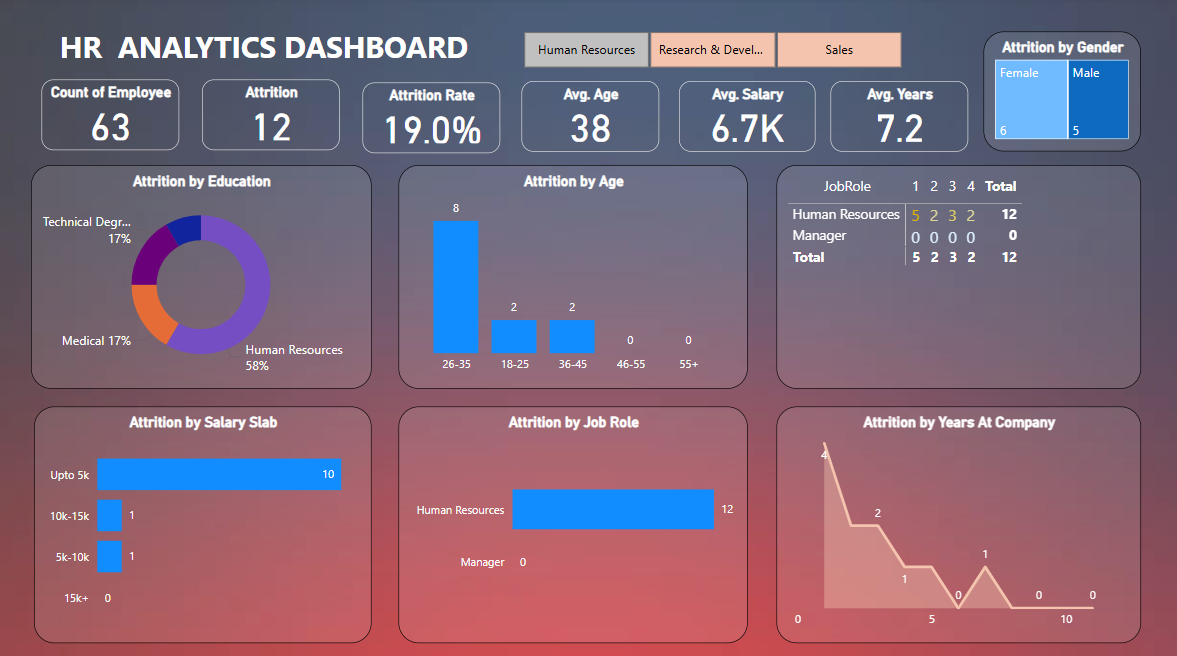 HR ANALYTICS DASHBOARD
Human Resources
Research & Devel...
Sales
Count of Employee
63
Attrition
12
Attrition Rate
19.0%
Avg. Age
38
Avg. Salary
6.7K
Avg. Years
7.2
Attrition by Gender
Female
Male
6
5
Attrition by Education
Technical Degr...
17%
Medical 17%
Human Resources
58%
Attrition by Age
8
2
2
0
0
26-35
18-25
36-45
46-55
55+
JobRole 1 2 3 4 Total
Human Resources 5 2 3 2 12
Manager 0 0 0 0 0
Total 5 2 3 2 12
Attrition by Salary Slab
Upto 5k 10
10k-15k 1
5k-10k 1
15k+ 0
Attrition by Job Role
Human Resources 12
Manager 0
Attrition by Years At Company
4
2
1
0
1
0
0
0
5
10